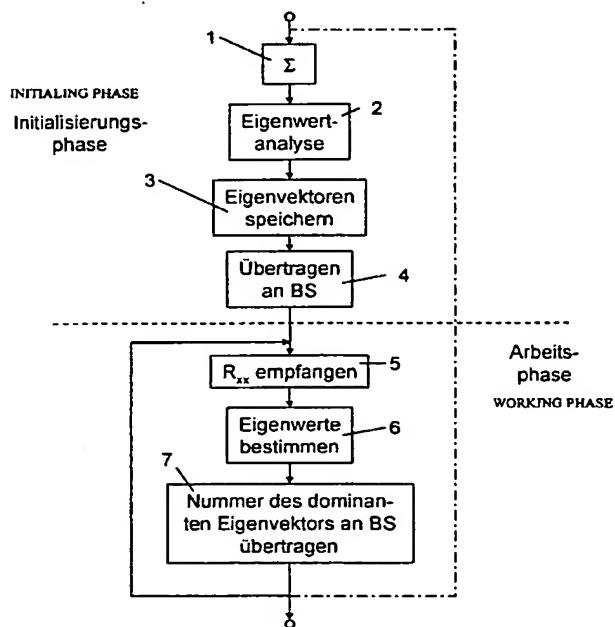 1
Σ
INITIALING PHASE
Initialisierungs-
phase
2
Eigenwert-
analyse
3
Eigenvektoren
speichern
Übertragen
an BS
4
Arbeits-
phase
WORKING PHASE
5
Rxx empfangen
Eigenwerte
bestimmen
6
7
Nummer des dominan-
ten Eigenvektors an BS
übertragen